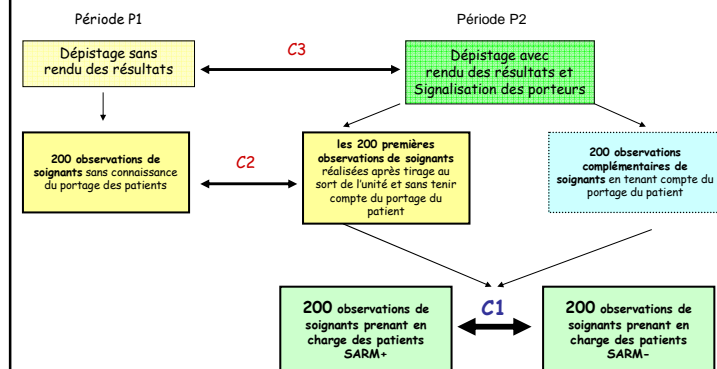 Période P1
Période P2
Dépistage sans
rendu des résultats
C3
Dépistage avec
rendu des résultats et
Signalisation des porteurs
200 observations de
soignants sans connaissance
du portage des patients
C2
les 200 premières
observations de soignants
réalisées après tirage au
sort de l'unité et sans tenir
compte du portage du
patient
200 observations
complémentaires de
soignants en tenant compte du
portage du patient
200 observations de
soignants prenant en
charge des patients
SARM+
C1
200 observations de
soignants prenant en
charge des patients
SARM-